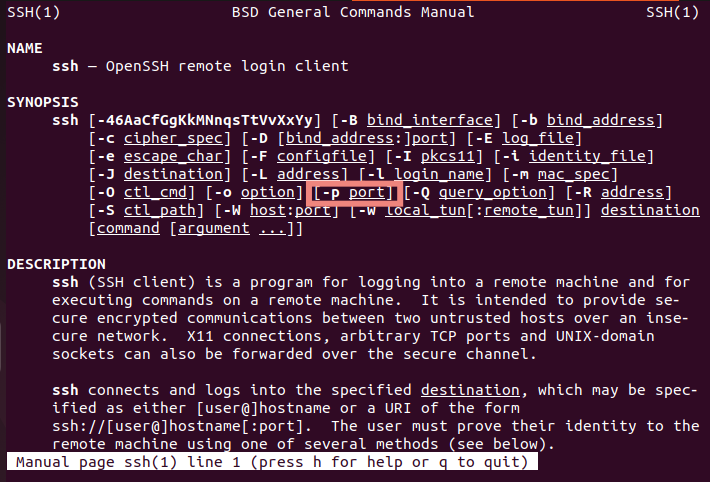 SSH(1) BSD General Commands Manual SSH(1)
NAME
ssh — OpenSSH remote login client
SYNOPSIS
ssh [-46AaCfGgKkMNnqsTtVvXxYy] [-B bind_interface] [-b bind_address]
[-c cipher_spec] [-D [bind_address:]port] [-E log_file]
[-e escape_char] [-F configfile] [-I pkcs11] [-i identity_file]
[-J destination] [-L address] [-l login_name] [-m mac_spec]
[-O ctl_cmd] [-o option] [-p port] [-Q query_option] [-R address]
[-S ctl_path] [-W host:port] [-w local_tun[:remote_tun]] destination
[command [argument ...]]
DESCRIPTION
ssh (SSH client) is a program for logging into a remote machine and for
executing commands on a remote machine. It is intended to provide se-
cure encrypted communications between two untrusted hosts over an inse-
cure network. X11 connections, arbitrary TCP ports and UNIX-domain
sockets can also be forwarded over the secure channel.
ssh connects and logs into the specified destination, which may be spec-
ified as either [user@]hostname or a URI of the form
ssh://[user@]hostname[:port]. The user must prove their identity to the
remote machine using one of several methods (see below).
Manual page ssh(1) line 1 (press h for help or q to quit)